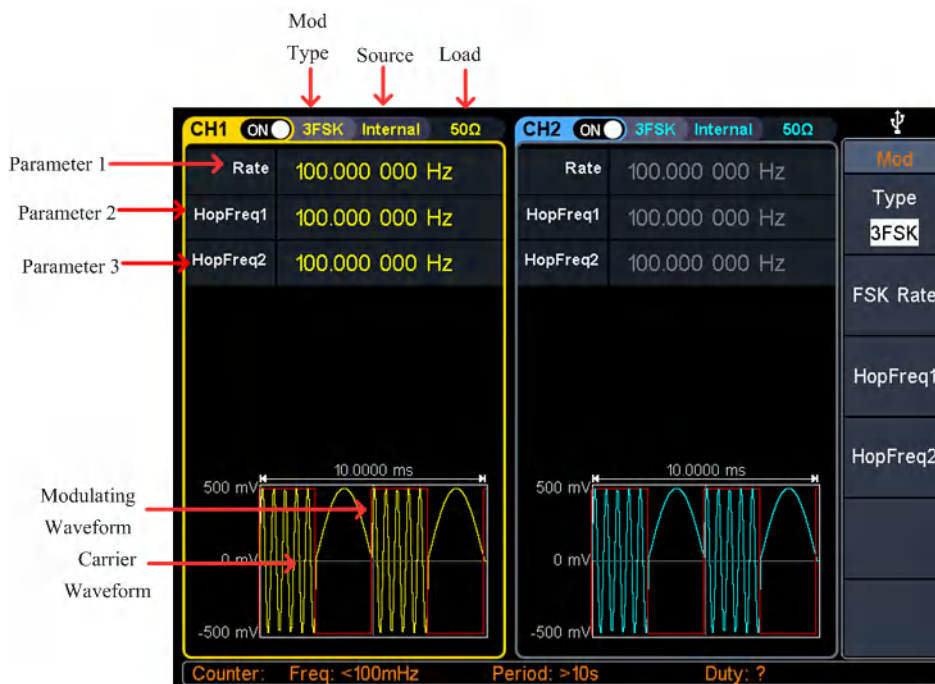 Mod
Type
Source
Load
CH1 ON 3FSK Internal 50Ω
CH2 ON 3FSK Internal 50Ω
Parameter 1
Rate 100.000 000 Hz
Parameter 2
HopFreq1 100.000 000 Hz
Parameter 3
HopFreq2 100.000 000 Hz
Rate 100.000 000 Hz
HopFreq1 100.000 000 Hz
HopFreq2 100.000 000 Hz
Mod
Type
3FSK
FSK Rate
HopFreq1
HopFreq2
10.0000 ms
500 mV
0 mV
-500 mV
Modulating
Waveform
Carrier
Waveform
10.0000 ms
500 mV
0 mV
-500 mV
Counter: Freq: <100mHz Period: >10s Duty: ?